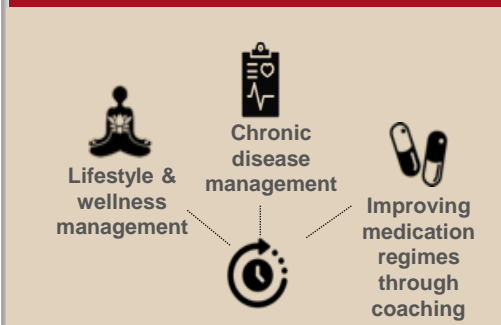 Chronic
disease
management
Lifestyle &
wellness
management
Improving
medication
regimes
through
coaching